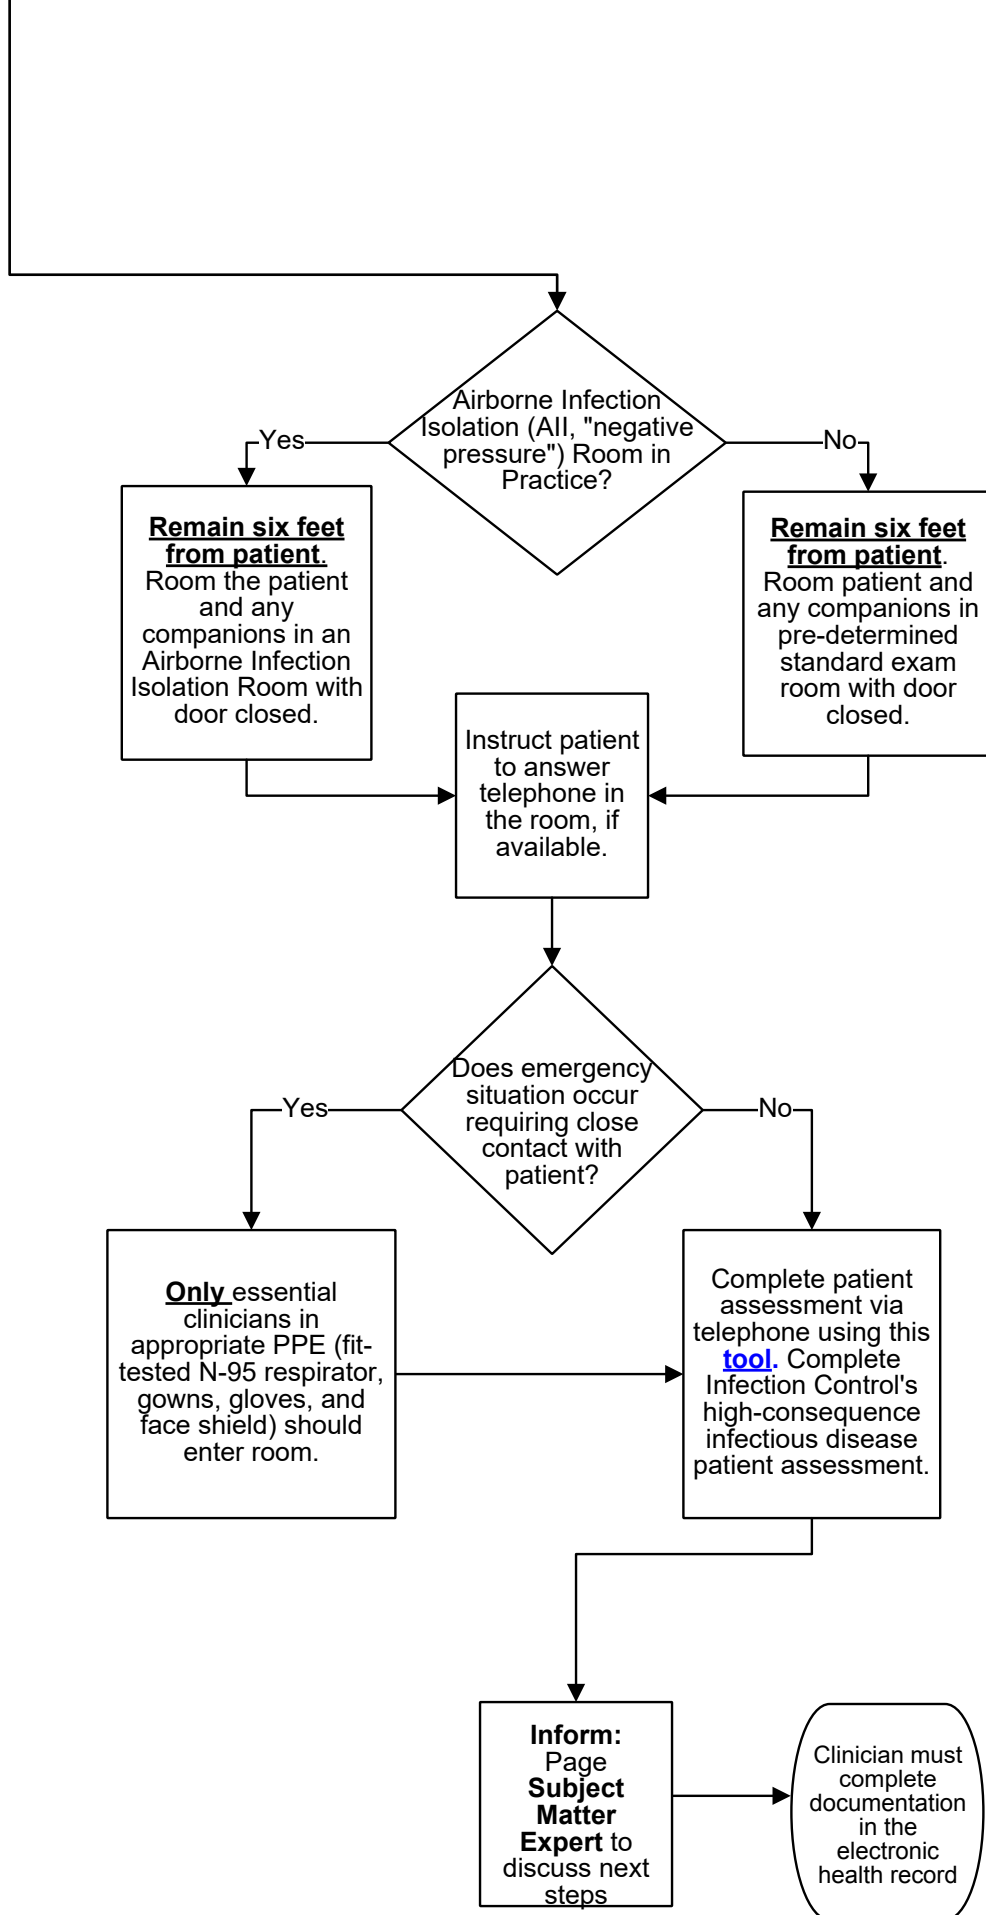 Airborne Infection
Isolation (AII, "negative
pressure") Room in
Practice?
Yes
No
Remain six feet
from patient.
Room the patient
and any
companions in an
Airborne Infection
Isolation Room with
door closed.
Remain six feet
from patient.
Room patient and
any companions in
pre-determined
standard exam
room with door
closed.
Instruct patient
to answer
telephone in
the room, if
available.
Does emergency
situation occur
requiring close
contact with
patient?
Yes
No
Only essential
clinicians in
appropriate PPE (fit-
tested N-95 respirator,
gowns, gloves, and
face shield) should
enter room.
Complete patient
assessment via
telephone using this
tool. Complete
Infection Control's
high-consequence
infectious disease
patient assessment.
Inform:
Page
Subject
Matter
Expert to
discuss next
steps
Clinician must
complete
documentation
in the
electronic
health record